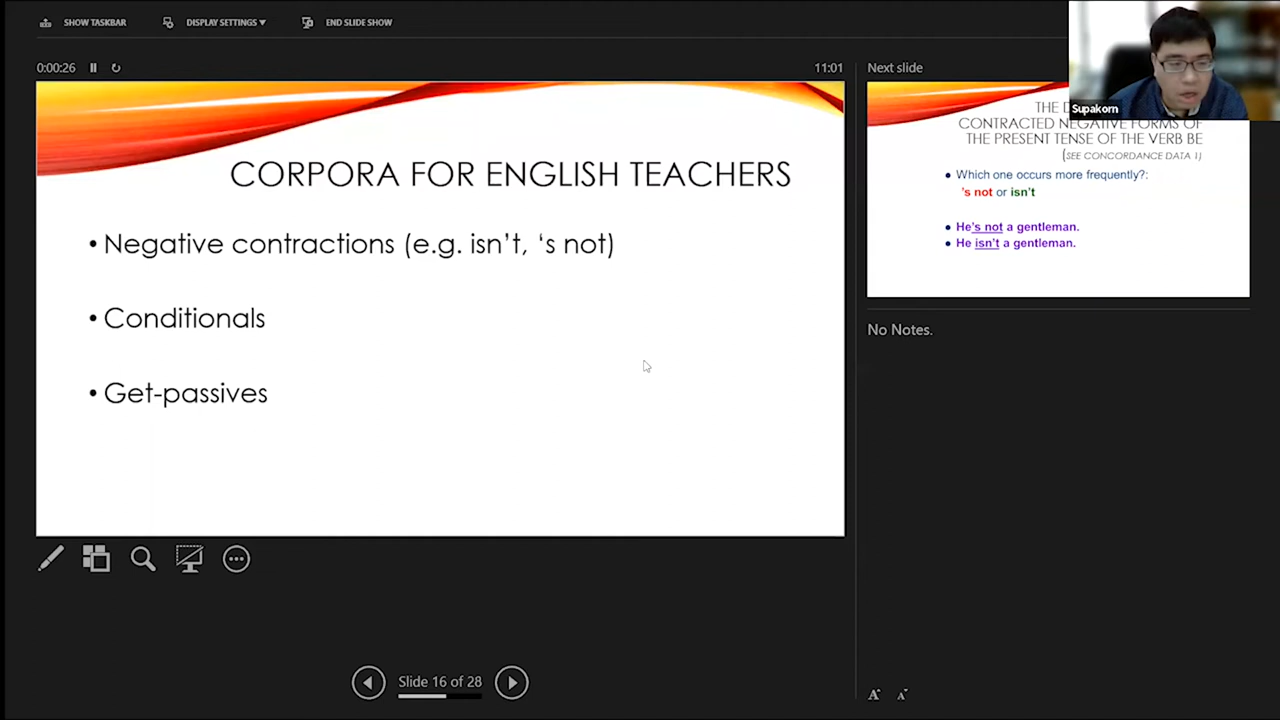 SHOW TASKBAR
DISPLAY SETTINGS ▼
END SLIDE SHOW
0:00:26
11:01
Next slide
CORPORA FOR ENGLISH TEACHERS
• Negative contractions (e.g. isn’t, ‘s not)
• Conditionals
• Get-passives
Supakorn
THE
CONTRACTED NEGATIVE FORMS OF
THE PRESENT TENSE OF THE VERB BE
(SEE CONCORDANCE DATA 1)
• Which one occurs more frequently?:
’s not or isn’t
• He’s not a gentleman.
• He isn’t a gentleman.
No Notes.
Slide 16 of 28
A A